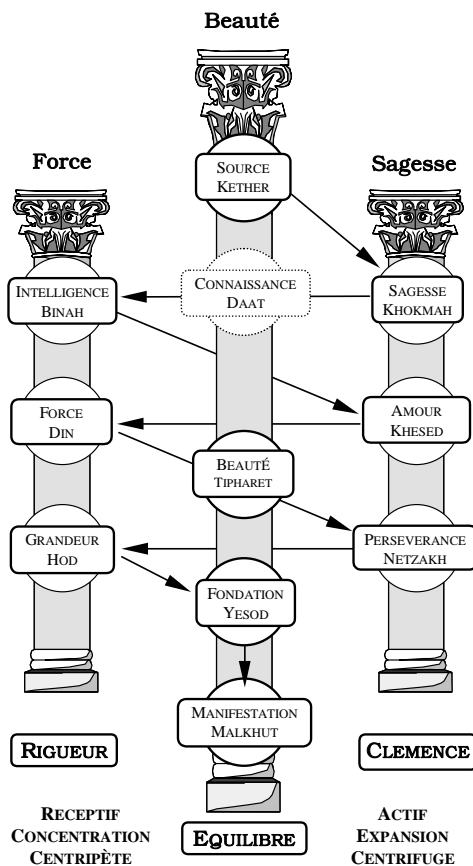 Beauté
Force
Sagesse
SOURCE
KETHER
CONNAISSANCE
DAAT
INTELLIGENCE
BINAH
SAGESSE
KHOKMAH
FORCE
DIN
AMOUR
KHESED
BEAUTÉ
TIPHARET
GRANDEUR
HOD
PERSEVERANCE
NETZAKH
FONDATION
YESOD
MANIFESTATION
MALKHUT
RIGUEUR
CLEMENCE
RECEPTIF
CONCENTRATION
CENTRIPÈTE
EQUILIBRE
ACTIF
EXPANSION
CENTRIFUGE